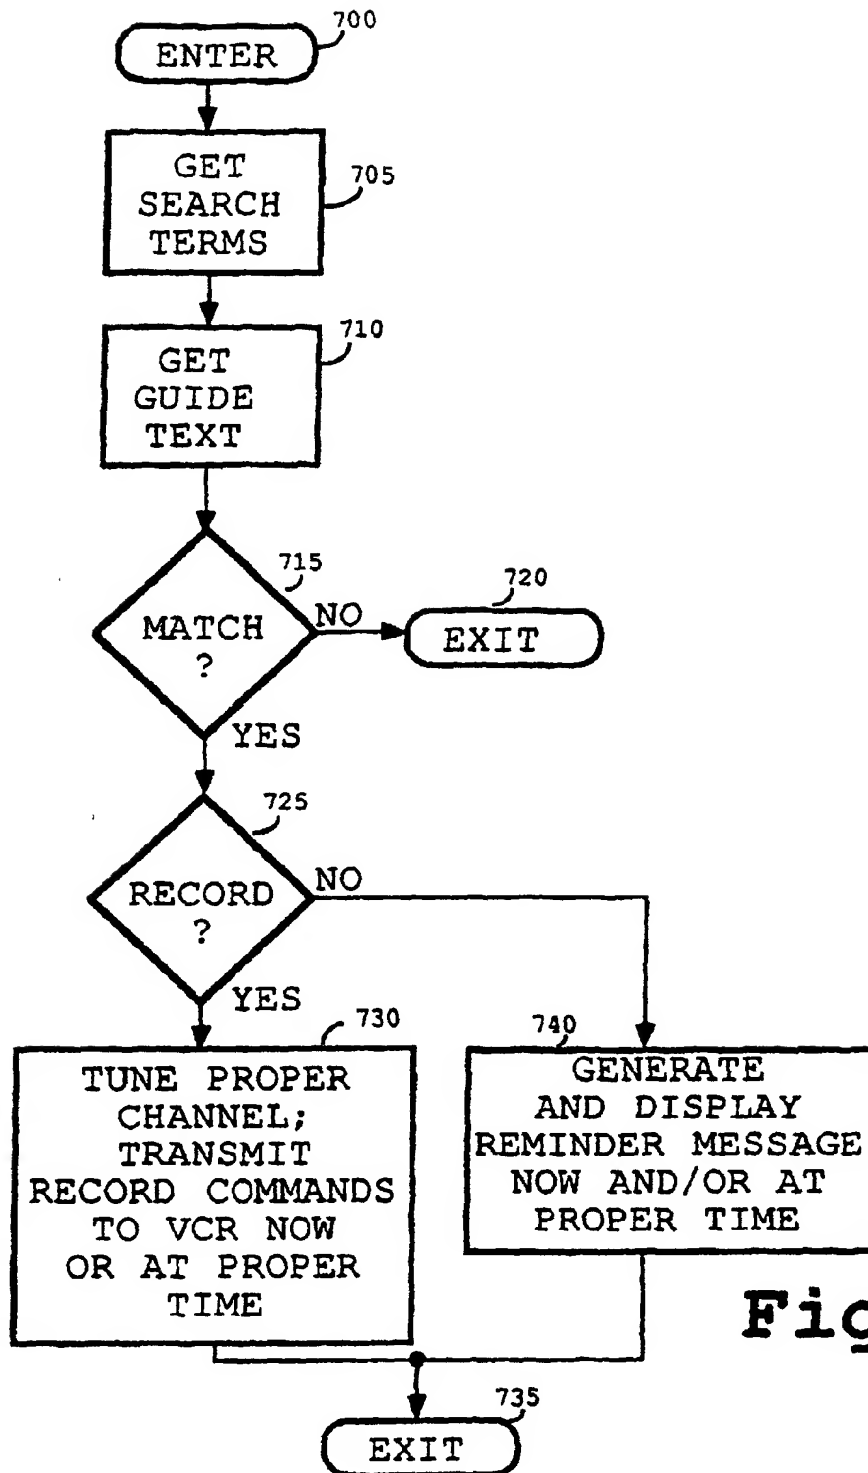 700
ENTER
GET
SEARCH
TERMS
705
GET
GUIDE
TEXT
710
MATCH
?
715
NO
720
EXIT
YES
RECORD
?
725
NO
YES
730
TUNE PROPER
CHANNEL;
TRANSMIT
RECORD COMMANDS
TO VCR NOW
OR AT PROPER
TIME
740
GENERATE
AND DISPLAY
REMINDER MESSAGE
NOW AND/OR AT
PROPER TIME
Fig
735
EXIT